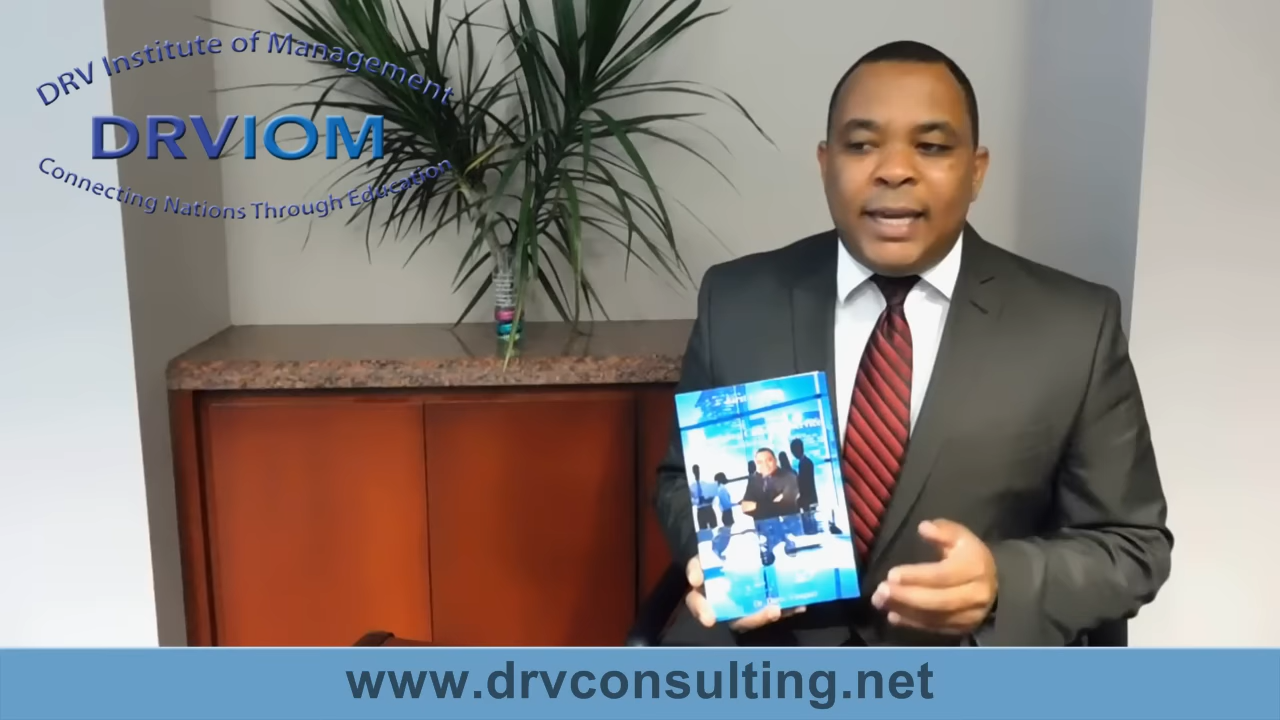 DRV Institute of Management
DRVIOM
Connecting Nations Through Education
www.drvconsulting.net